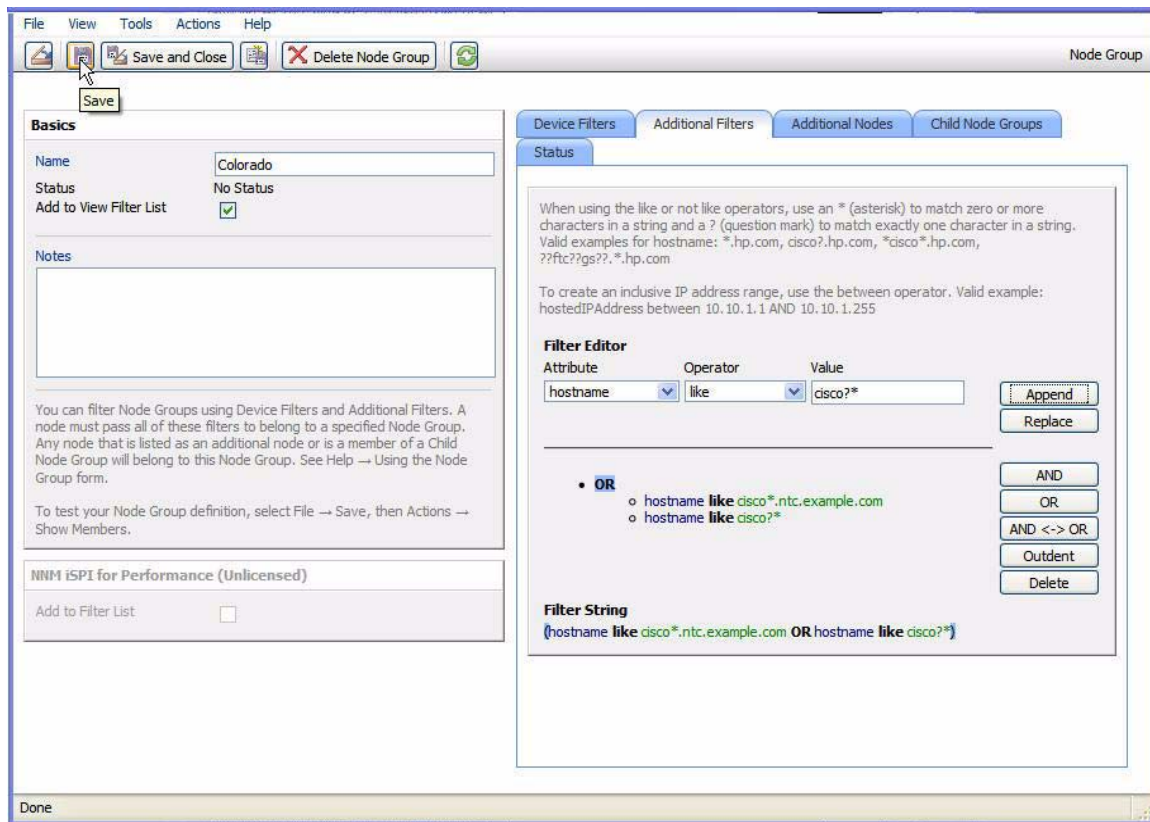 File View Tools Actions Help
Save and Close Delete Node Group Node Group
Save
Basics
Name Colorado
Status No Status
Add to View Filter List
Notes
You can filter Node Groups using Device Filters and Additional Filters. A
node must pass all of these filters to belong to a specified Node Group.
Any node that is listed as an additional node or is a member of a Child
Node Group will belong to this Node Group. See Help → Using the Node
Group form.
To test your Node Group definition, select File → Save, then Actions →
Show Members.
NNM iSPI for Performance (Unlicensed)
Add to Filter List
Device Filters Additional Filters Additional Nodes Child Node Groups
Status
When using the like or not like operators, use an * (asterisk) to match zero or more
characters in a string and a ? (question mark) to match exactly one character in a string.
Valid examples for hostname: *.hp.com, cisco?.hp.com, *cisco*.hp.com,
??ftc??gs??.*.hp.com
To create an inclusive IP address range, use the between operator. Valid example:
hostedIPAddress between 10.10.1.1 AND 10.10.1.255
Filter Editor
Attribute Operator Value
hostname like cisco?*
Append
Replace
• OR
o hostname like cisco*.ntc.example.com
o hostname like cisco?*
AND
OR
AND <-> OR
Outdent
Delete
Filter String
(hostname like cisco*.ntc.example.com OR hostname like cisco?*)
Done